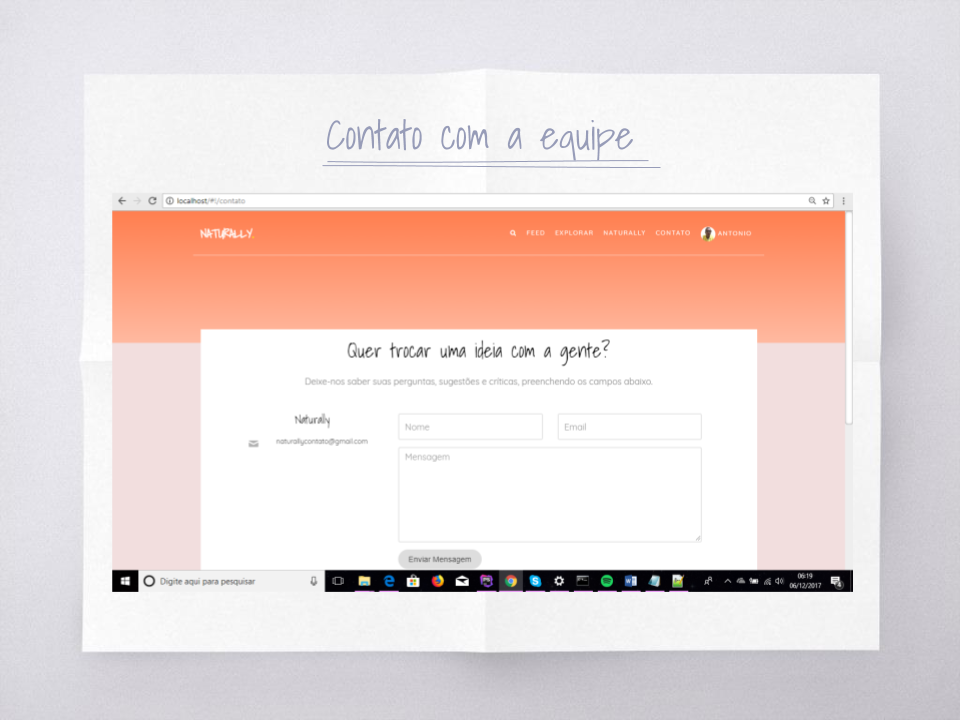 Contato com a equipe
localhost/#!/contato
NATURALLY.
FEED EXPLORAR NATURALLY CONTATO ANTONIO
Quer trocar uma ideia com a gente?
Deixe-nos saber suas perguntas, sugestões e críticas, preenchendo os campos abaixo.
Naturally
naturallycontato@gmail.com
Nome
Email
Mensagem
Enviar Mensagem
Digite aqui para pesquisar
06:19
06/12/2017